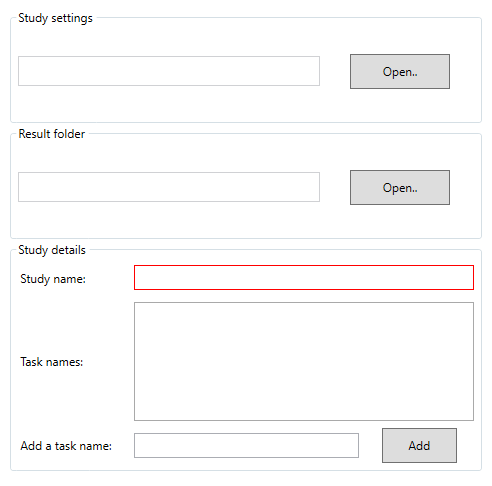 Study settings
Open..
Result folder
Open..
Study details
Study name:
Task names:
Add a task name:
Add